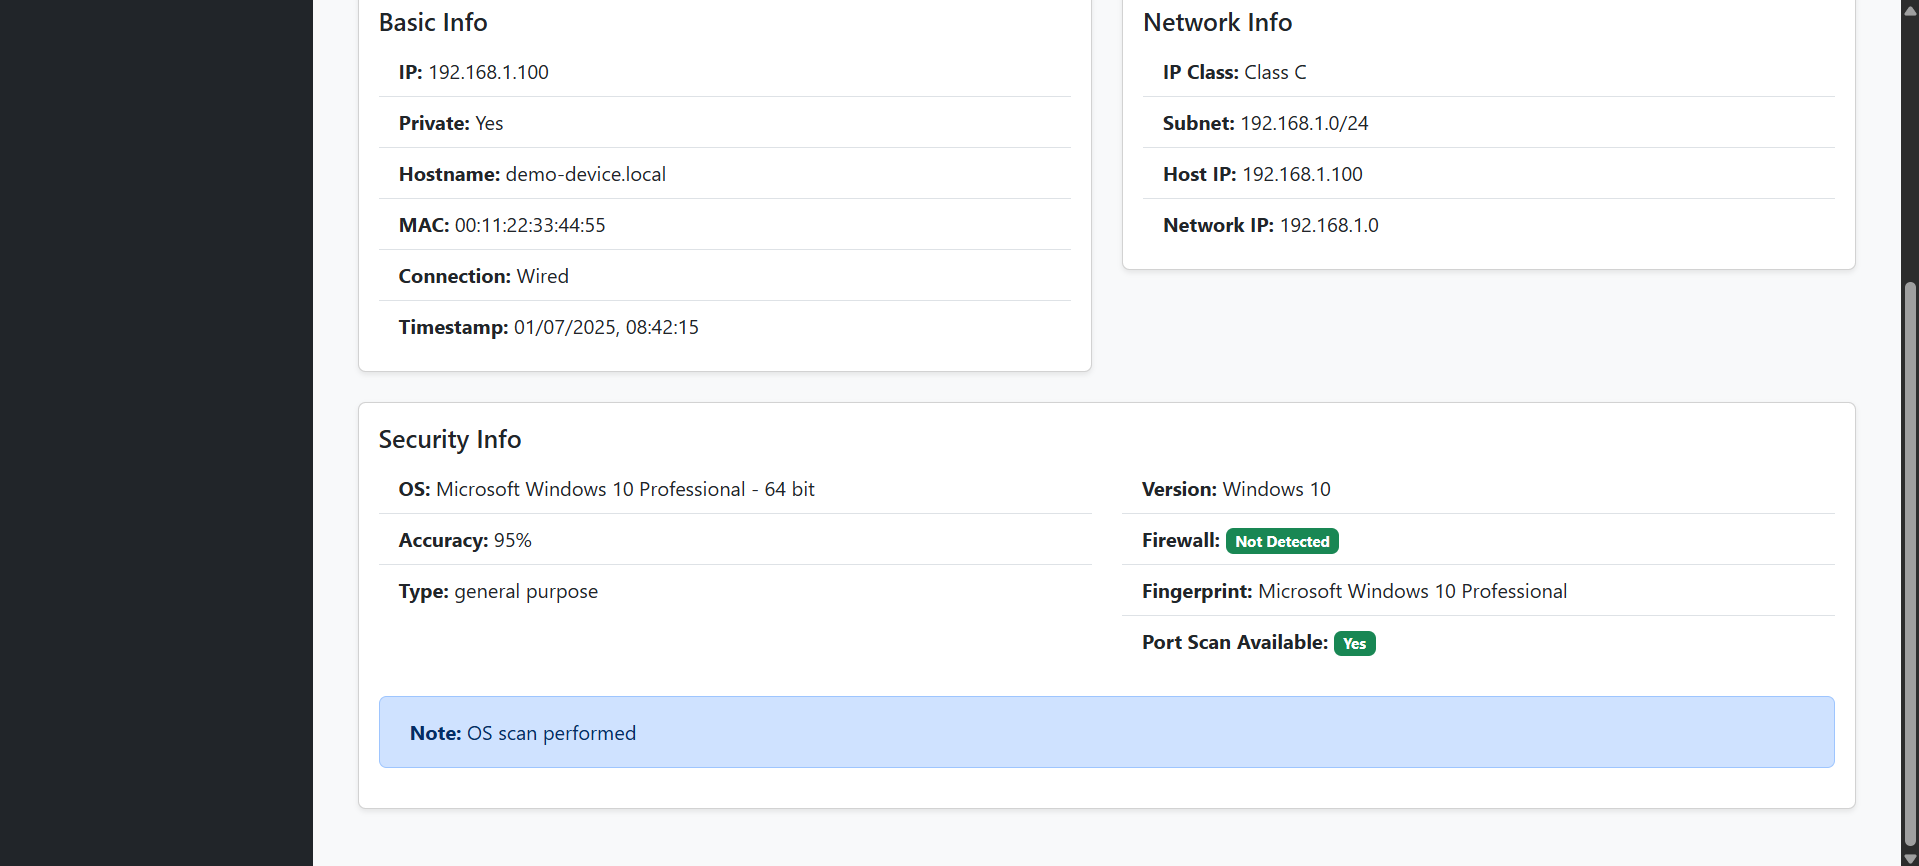 Basic Info
IP: 192.168.1.100
Private: Yes
Hostname: demo-device.local
MAC: 00:11:22:33:44:55
Connection: Wired
Timestamp: 01/07/2025, 08:42:15
Network Info
IP Class: Class C
Subnet: 192.168.1.0/24
Host IP: 192.168.1.100
Network IP: 192.168.1.0
Security Info
OS: Microsoft Windows 10 Professional - 64 bit
Accuracy: 95%
Type: general purpose
Version: Windows 10
Firewall: Not Detected
Fingerprint: Microsoft Windows 10 Professional
Port Scan Available: Yes
Note: OS scan performed